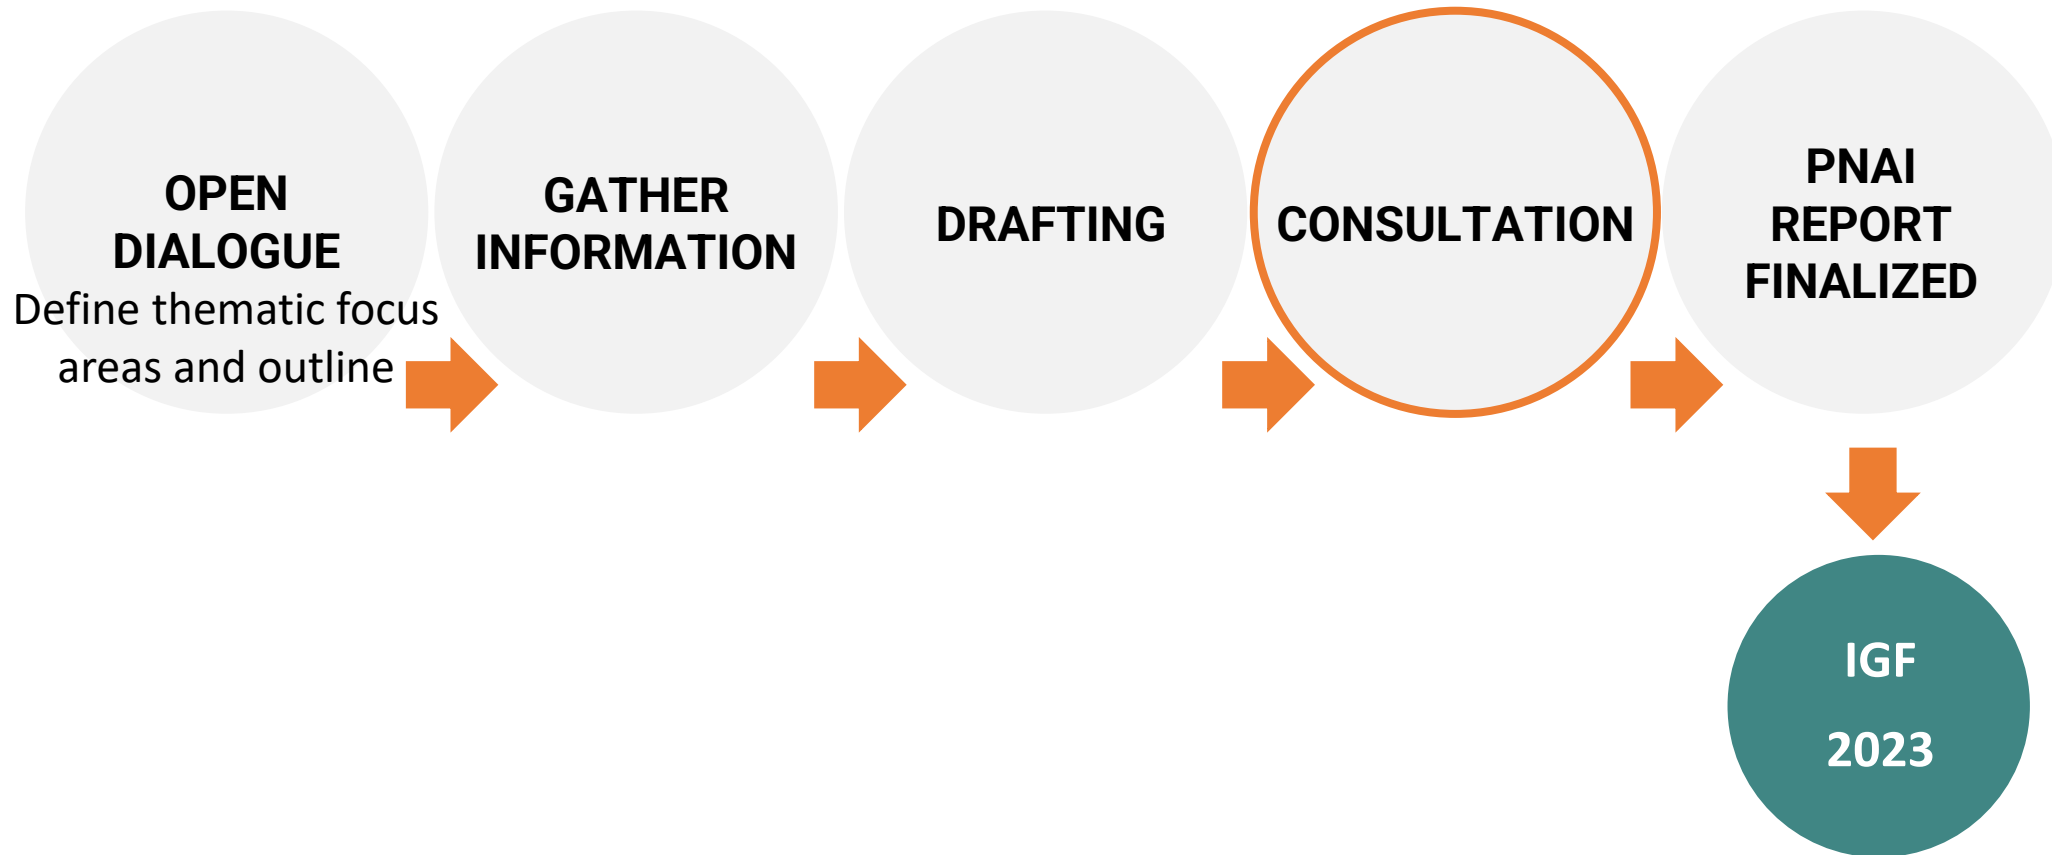 OPEN
DIALOGUE
Define thematic focus
areas and outline
GATHER
INFORMATION
DRAFTING
CONSULTATION
PNAI
REPORT
FINALIZED
IGF
2023